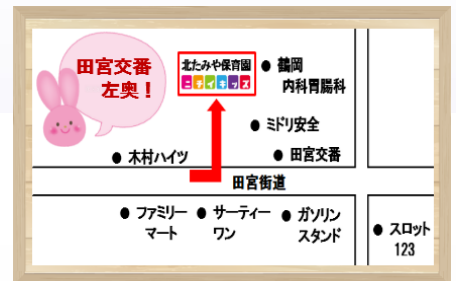 田宮交番
左奥！
北たみや保育園
ニチイキッズ
鶴岡
内科胃腸科
ミドリ安全
木村ハイツ
田宮交番
田宮街道
ファミリー
マート
サーティー
ワン
ガソリン
スタンド
スロット
123